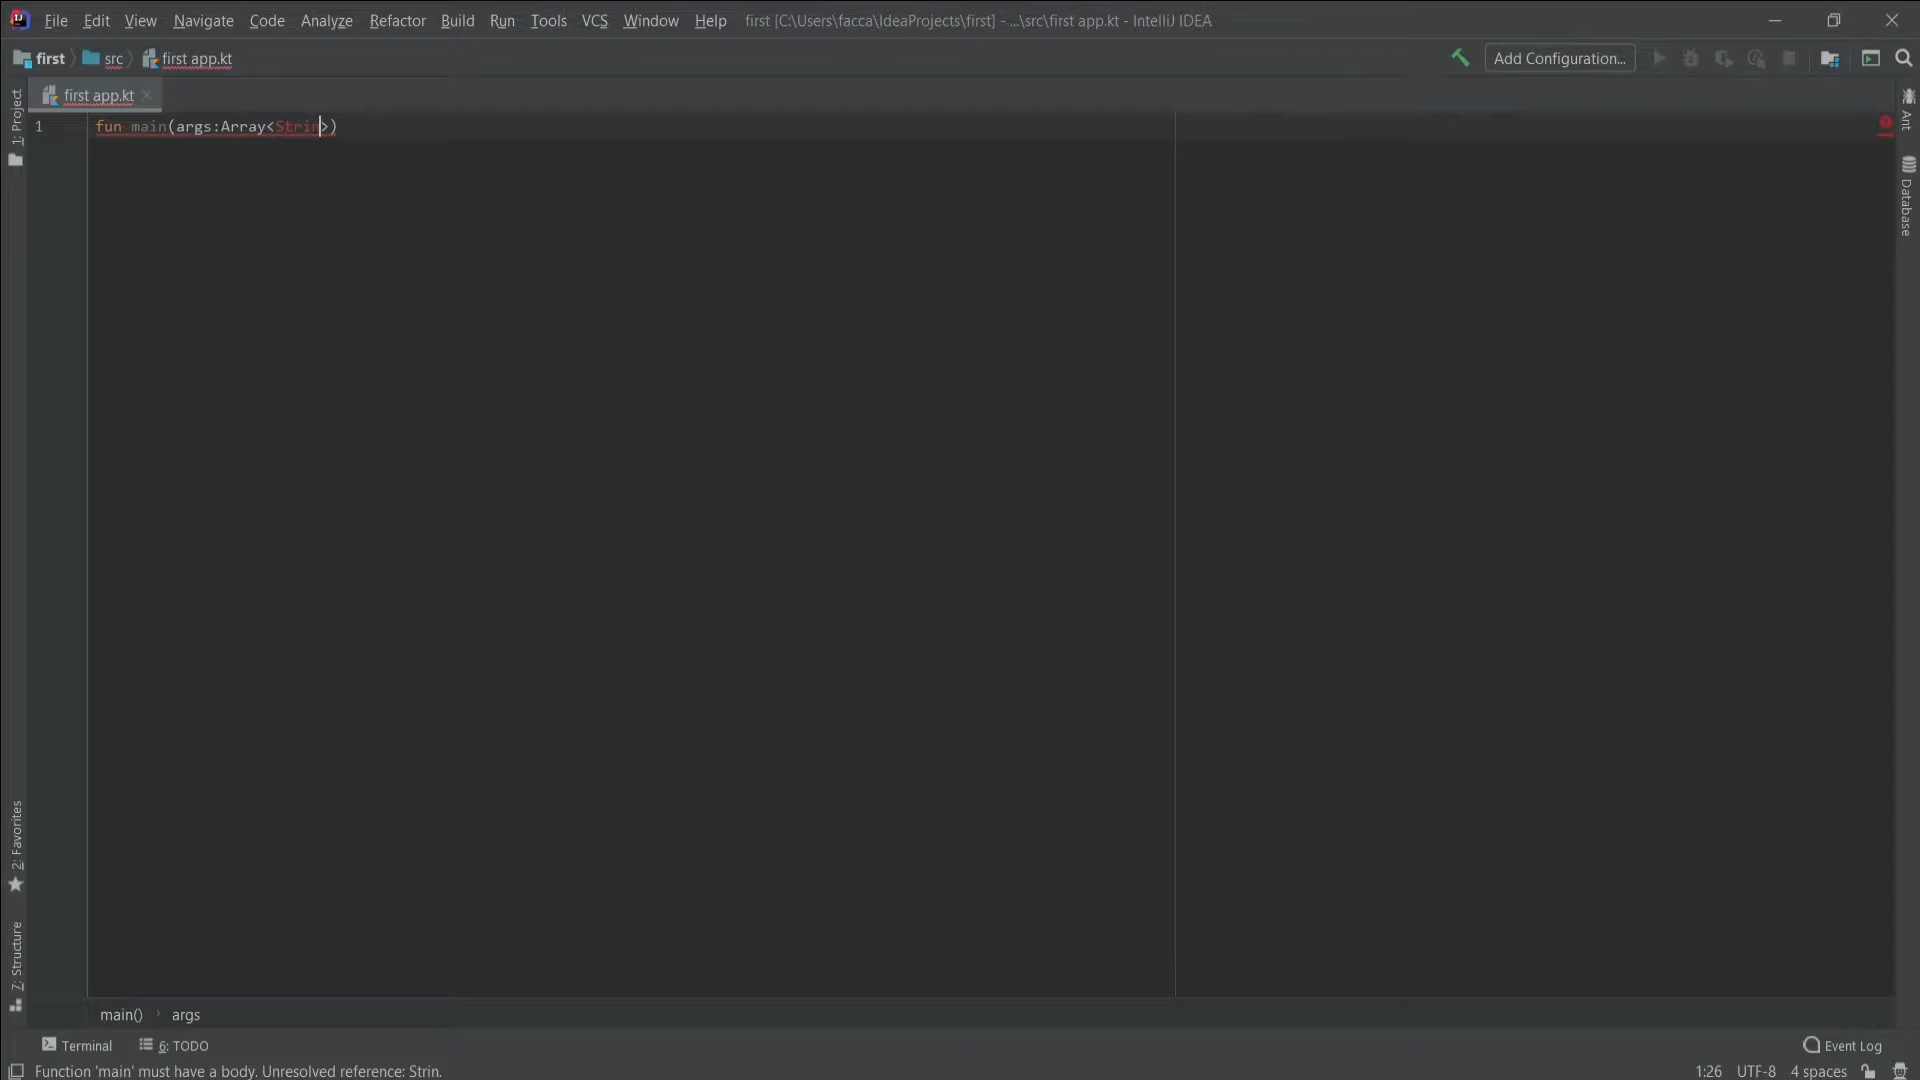 File Edit View Navigate Code Analyze Refactor Build Run Tools VCS Window Help first [C:\Users\facca\IdeaProjects\first] - ...\src\first app.kt - IntelliJ IDEA
first src first app.kt Add Configuration...
first app.kt
1 fun main(args:Array<Strin>)
1: Project
2: Favorites
7: Structure
Ant
Database
main() › args
Terminal 6: TODO Event Log
Function 'main' must have a body. Unresolved reference: Strin. 1:26 UTF-8 4 spaces